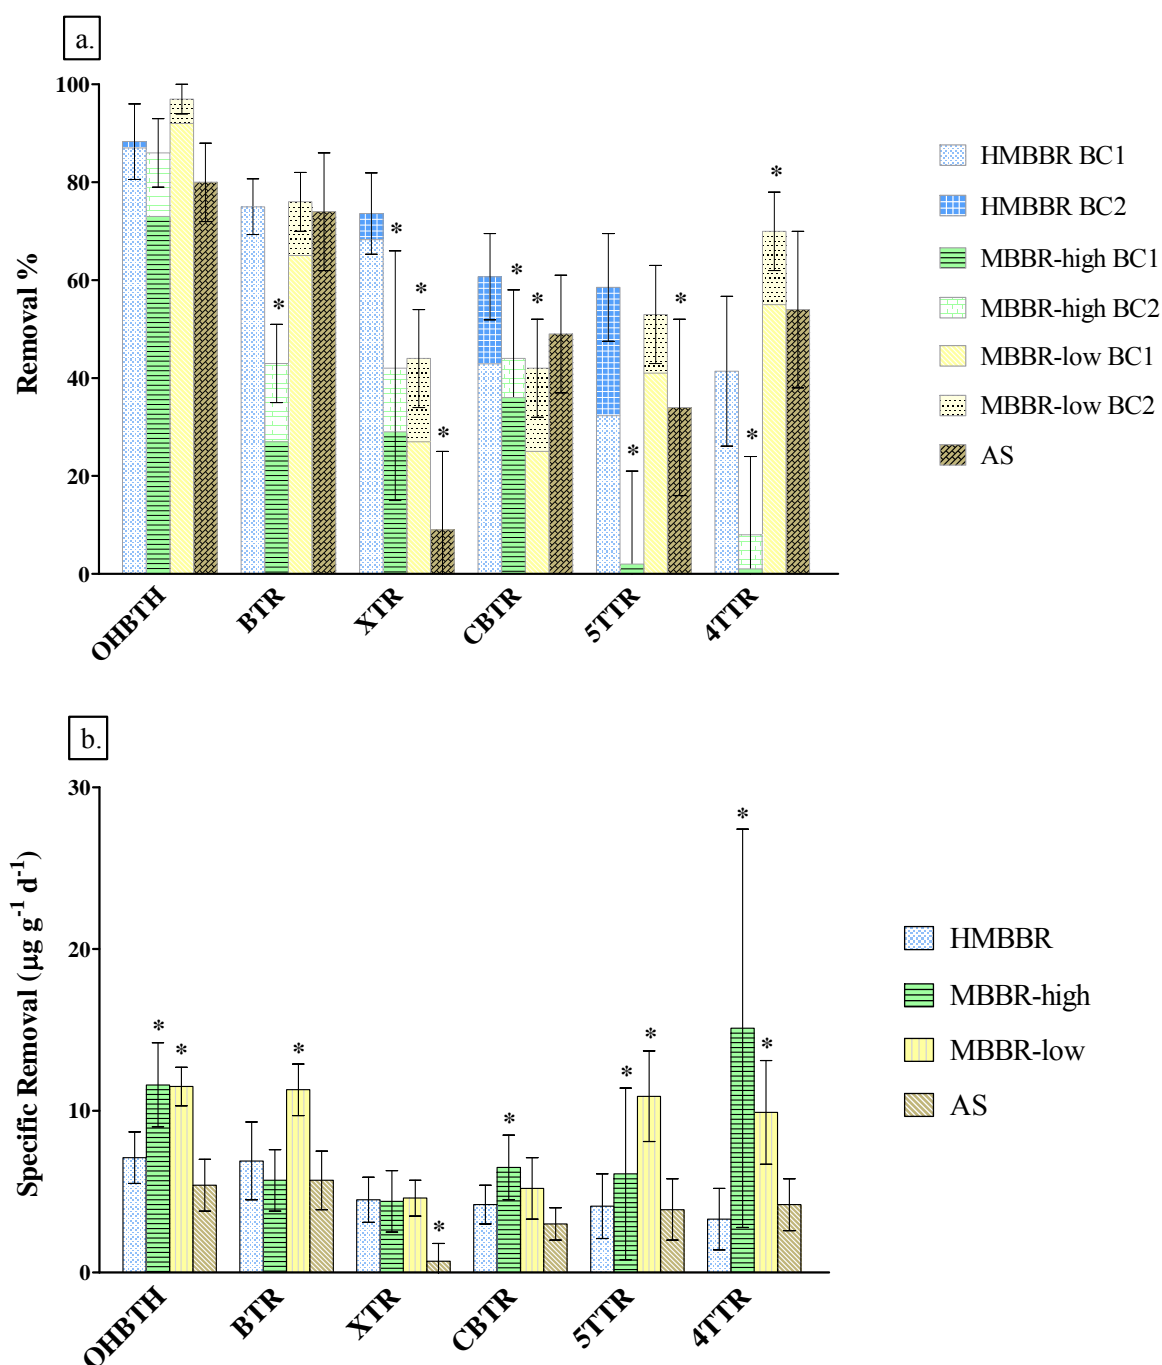 a.
Removal %
100
80
60
40
20
0
* * * * * * * * * *
OHBTH BTR XTR CBTR 5TTR 4TTR
HMBBR BC1
HMBBR BC2
MBBR-high BC1
MBBR-high BC2
MBBR-low BC1
MBBR-low BC2
AS
b.
Specific Removal (µg g⁻¹ d⁻¹)
30
20
10
0
* * * * * * * * *
OHBTH BTR XTR CBTR 5TTR 4TTR
HMBBR
MBBR-high
MBBR-low
AS